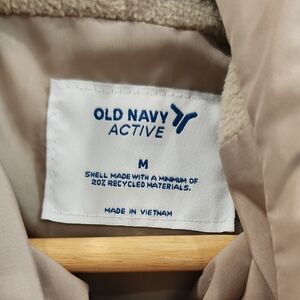 OLD NAVY
ACTIVE
M
SHELL MADE WITH A MINIMUM OF
20% RECYCLED MATERIALS.
MADE IN VIETNAM